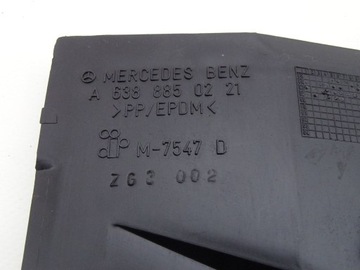 MERCEDES BENZ
A 638 885 02 21
>PP/EPDM<
M-7547 D
Z63 002